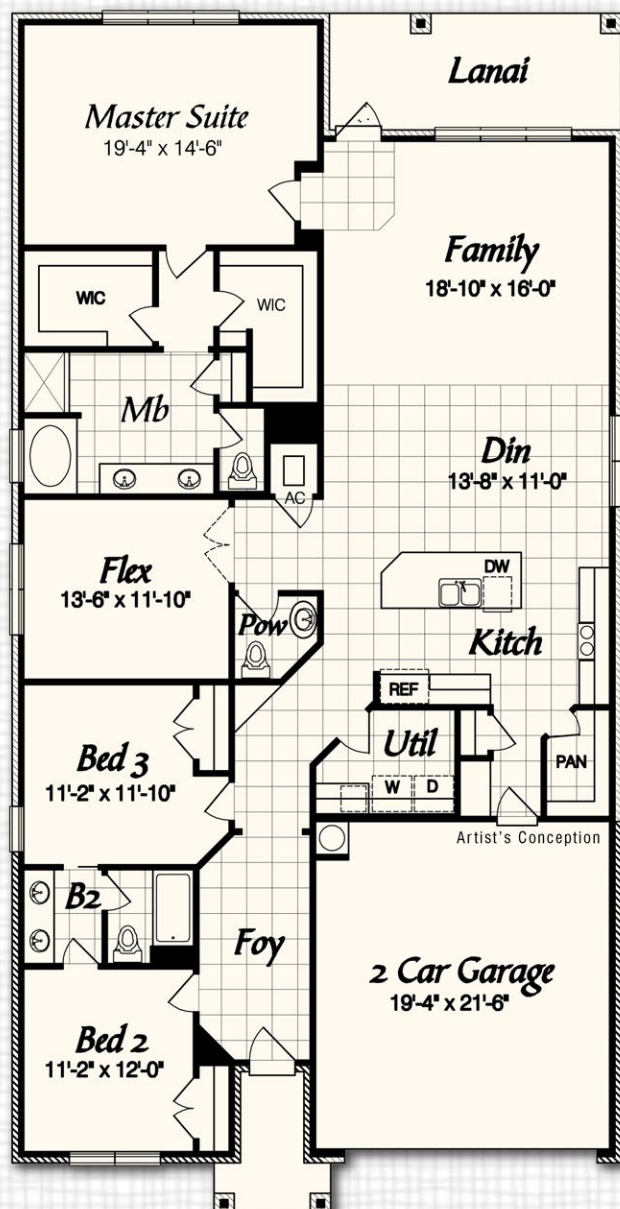 Lanai
Master Suite
19'-4" x 14'-6"
Family
18'-10" x 16'-0"
WIC
WIC
Mb
Din
13'-8" x 11'-0"
AC
Flex
13'-6" x 11'-10"
DW
Pow
Kitch
REF
Util
Bed 3
11'-2" x 11'-10"
PAN
W
D
Artist's Conception
B2
Foy
2 Car Garage
19'-4" x 21'-6"
Bed 2
11'-2" x 12'-0"